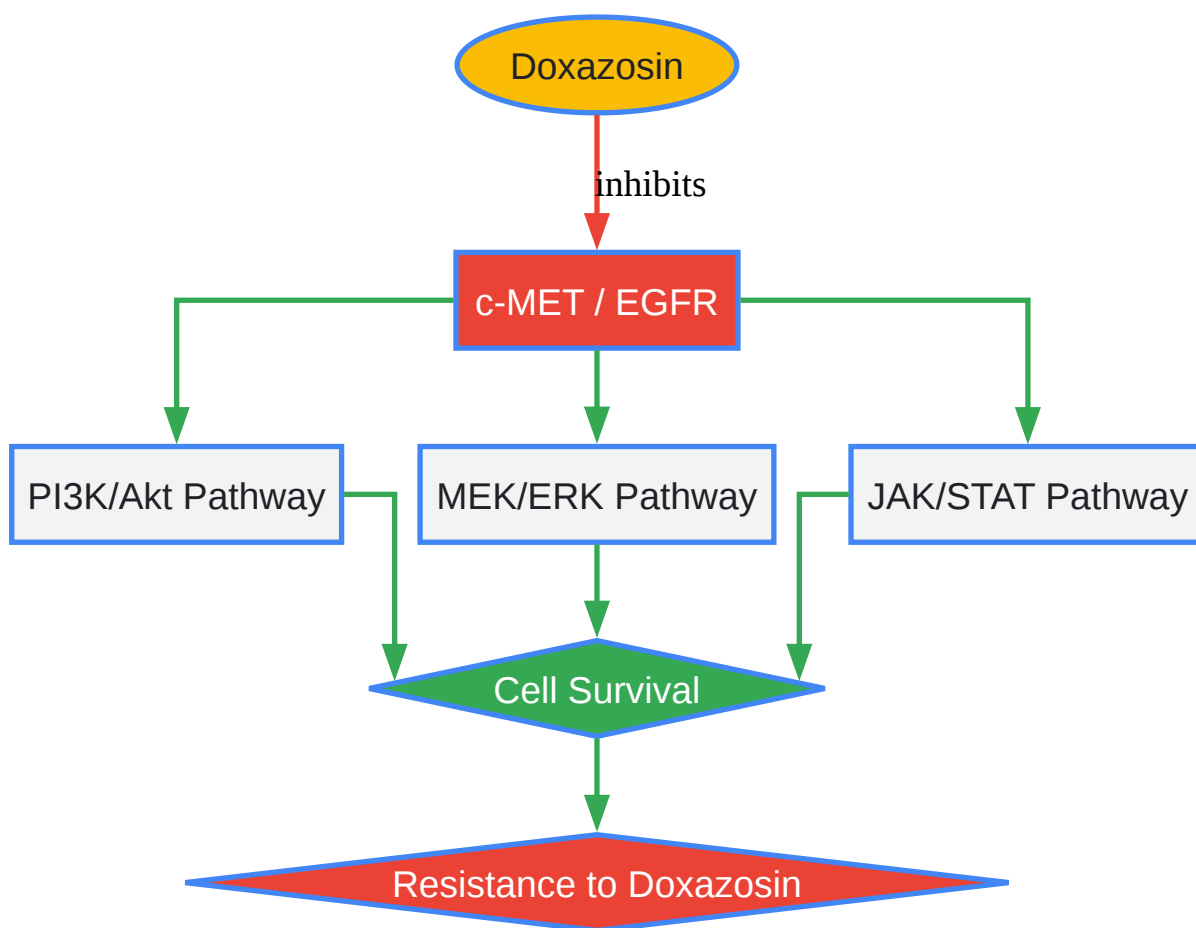 Doxazosin
inhibits
c-MET / EGFR
PI3K/Akt Pathway
MEK/ERK Pathway
JAK/STAT Pathway
Cell Survival
Resistance to Doxazosin